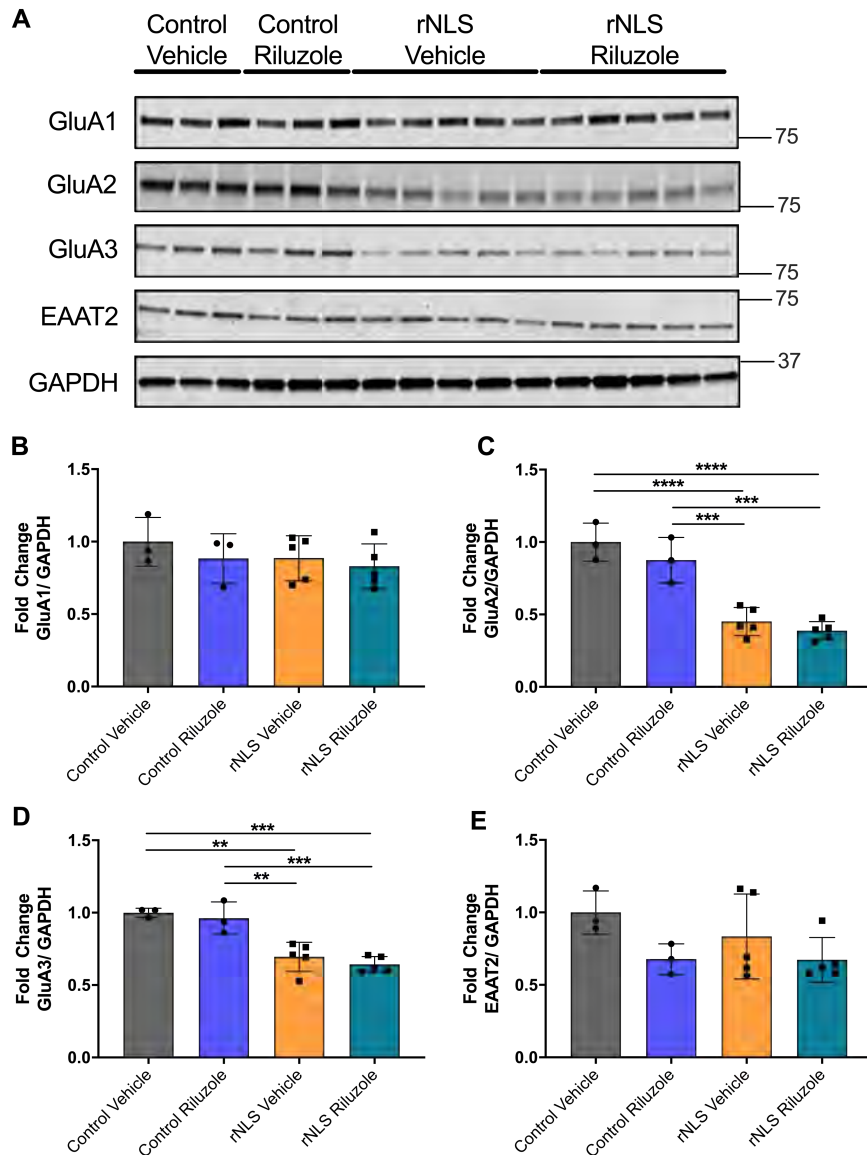 A
Control
Vehicle
Control
Riluzole
rNLS
Vehicle
rNLS
Riluzole
GluA1
75
GluA2
75
GluA3
75
EAAT2
75
GAPDH
37
B
Fold Change
GluA1/ GAPDH
1.5
1.0
0.5
0.0
Control Vehicle
Control Riluzole
rNLS Vehicle
rNLS Riluzole
C
Fold Change
GluA2/GAPDH
1.5
1.0
0.5
0.0
****
****
***
***
Control Vehicle
Control Riluzole
rNLS Vehicle
rNLS Riluzole
D
Fold Change
GluA3/ GAPDH
1.5
1.0
0.5
0.0
***
**
***
**
Control Vehicle
Control Riluzole
rNLS Vehicle
rNLS Riluzole
E
Fold Change
EAAT2/ GAPDH
1.5
1.0
0.5
0.0
Control Vehicle
Control Riluzole
rNLS Vehicle
rNLS Riluzole